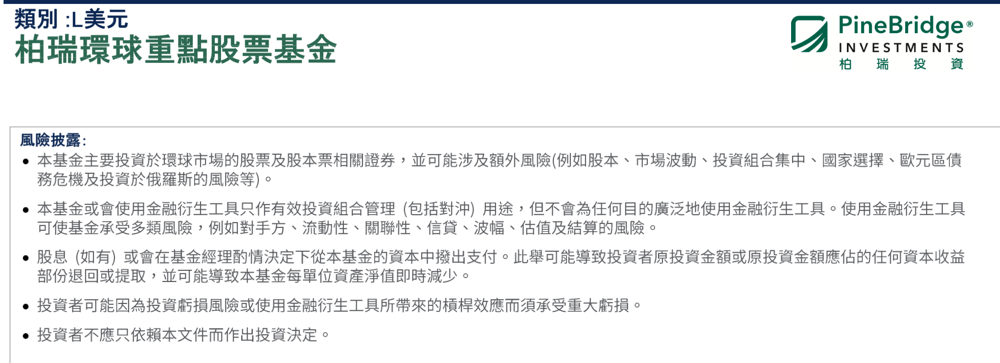 類別 :L美元
柏瑞環球重點股票基金
PineBridge®
INVESTMENTS
柏瑞投資
風險披露:
• 本基金主要投資於環球市場的股票及股本票相關證券，並可能涉及額外風險(例如股本、市場波動、投資組合集中、國家選擇、歐元區債
務危機及投資於俄羅斯的風險等)。
• 本基金或會使用金融衍生工具只作有效投資組合管理 (包括對沖) 用途，但不會為任何目的廣泛地使用金融衍生工具。使用金融衍生工具
可使基金承受多類風險，例如對手方、流動性、關聯性、信貸、波幅、估值及結算的風險。
• 股息 (如有) 或會在基金經理酌情決定下從本基金的資本中撥出支付。此舉可能導致投資者原投資金額或原投資金額應佔的任何資本收益
部份退回或提取，並可能導致本基金每單位資產淨值即時減少。
• 投資者可能因為投資虧損風險或使用金融衍生工具所帶來的槓桿效應而須承受重大虧損。
• 投資者不應只依賴本文件而作出投資決定。